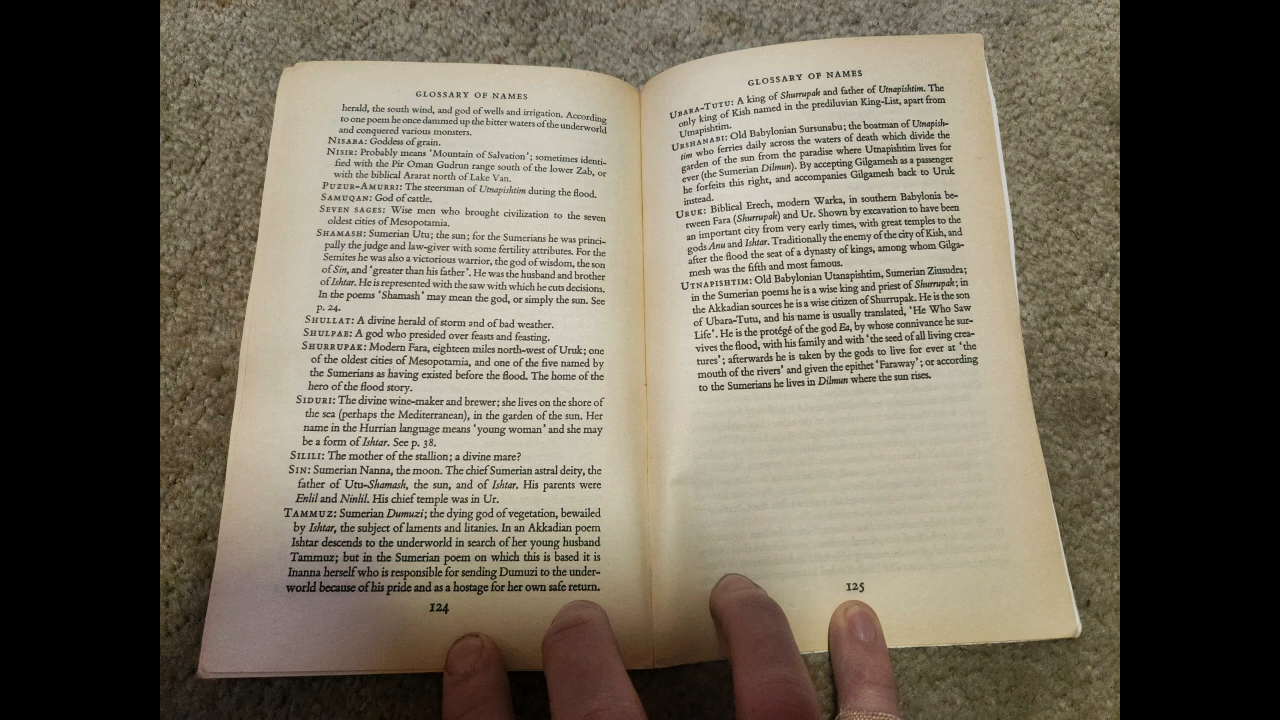 GLOSSARY OF NAMES
herald, the south wind, and god of wells and irrigation. According
to one poem he once dammed up the bitter waters of the underworld
and conquered various monsters.
NISABA: Goddess of grain.
NISIR: Probably means 'Mountain of Salvation'; sometimes identi-
fied with the Pir Oman Gudrun range south of the lower Zab, or
with the biblical Ararat north of Lake Van.
PUZUR-AMURRI: The steersman of Utnapishtim during the flood.
SAMUQAN: God of cattle.
SEVEN SAGES: Wise men who brought civilization to the seven
oldest cities of Mesopotamia.
SHAMASH: Sumerian Utu; the sun; for the Sumerians he was princi-
pally the judge and law-giver with some fertility attributes. For the
Semites he was also a victorious warrior, the god of wisdom, the son
of Sin, and 'greater than his father'. He was the husband and brother
of Ishtar. He is represented with the saw with which he cuts decisions.
In the poems 'Shamash' may mean the god, or simply the sun. See
p. 24.
SHULLAT: A divine herald of storm and of bad weather.
SHULPAE: A god who presided over feasts and feasting.
SHURRUPAK: Modern Fara, eighteen miles north-west of Uruk; one
of the oldest cities of Mesopotamia, and one of the five named by
the Sumerians as having existed before the flood. The home of the
hero of the flood story.
SIDURI: The divine wine-maker and brewer; she lives on the shore of
the sea (perhaps the Mediterranean), in the garden of the sun. Her
name in the Hurrian language means 'young woman' and she may
be a form of Ishtar. See p. 38.
SILILI: The mother of the stallion; a divine mare?
SIN: Sumerian Nanna, the moon. The chief Sumerian astral deity, the
father of Utu-Shamash, the sun, and of Ishtar. His parents were
Enlil and Ninlil. His chief temple was in Ur.
TAMMUZ: Sumerian Dumuzi; the dying god of vegetation, bewailed
by Ishtar, the subject of laments and litanies. In an Akkadian poem
Ishtar descends to the underworld in search of her young husband
Tammuz; but in the Sumerian poem on which this is based it is
Inanna herself who is responsible for sending Dumuzi to the under-
world because of his pride and as a hostage for her own safe return.
124
GLOSSARY OF NAMES
UBARA-TUTU: A king of Shurrupak and father of Utnapishtim. The
only king of Kish named in the prediluvian King-List, apart from
Utnapishtim.
URSHANABI: Old Babylonian Sursunabu; the boatman of Utnapish-
tim who ferries daily across the waters of death which divide the
garden of the sun from the paradise where Utnapishtim lives for
ever (the Sumerian Dilmun). By accepting Gilgamesh as a passenger
he forfeits this right, and accompanies Gilgamesh back to Uruk
instead.
URUK: Biblical Erech, modern Warka, in southern Babylonia be-
tween Fara (Shurrupak) and Ur. Shown by excavation to have been
an important city from very early times, with great temples to the
gods Anu and Ishtar. Traditionally the enemy of the city of Kish, and
after the flood the seat of a dynasty of kings, among whom Gilga-
mesh was the fifth and most famous.
UTNAPISHTIM: Old Babylonian Utanapishtim, Sumerian Ziusudra;
in the Sumerian poems he is a wise king and priest of Shurrupak; in
the Akkadian sources he is a wise citizen of Shurrupak. He is the son
of Ubara-Tutu, and his name is usually translated, 'He Who Saw
Life'. He is the protégé of the god Ea, by whose connivance he sur-
vives the flood, with his family and with 'the seed of all living crea-
tures'; afterwards he is taken by the gods to live for ever at 'the
mouth of the rivers' and given the epithet 'Faraway'; or according
to the Sumerians he lives in Dilmun where the sun rises.
125